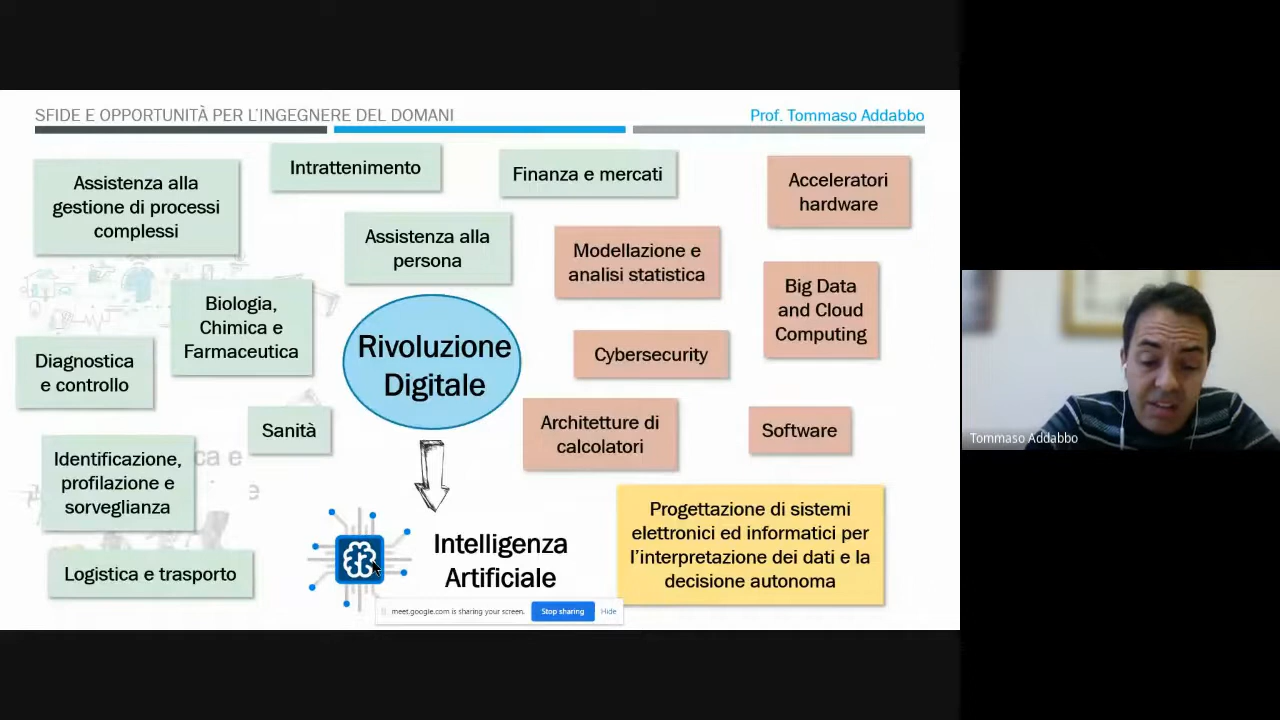 SFIDE E OPPORTUNITÀ PER L'INGEGNERE DEL DOMANI
Prof. Tommaso Addabbo
Assistenza alla
gestione di processi
complessi
Intrattenimento
Finanza e mercati
Acceleratori
hardware
Assistenza alla
persona
Modellazione e
analisi statistica
Big Data
and Cloud
Computing
Biologia,
Chimica e
Farmaceutica
Rivoluzione
Digitale
Cybersecurity
Diagnostica
e controllo
Sanità
Architetture di
calcolatori
Software
Identificazione,
profilazione e
sorveglianza
ca e
e
Intelligenza
Artificiale
Progettazione di sistemi
elettronici ed informatici per
l'interpretazione dei dati e la
decisione autonoma
Logistica e trasporto
meet.google.com is sharing your screen.
Stop sharing
Hide
Tommaso Addabbo